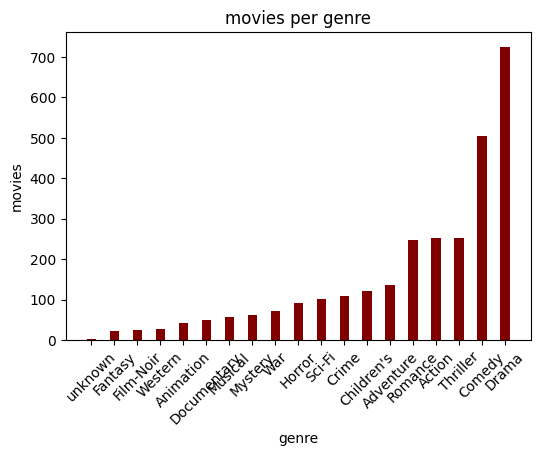 movies per genre
700
600
500
400
300
200
100
0
movies
unknown
Fantasy
Film-Noir
Western
Animation
Documentary
Musical
Mystery
War
Horror
Sci-Fi
Crime
Children's
Adventure
Romance
Action
Thriller
Comedy
Drama
genre